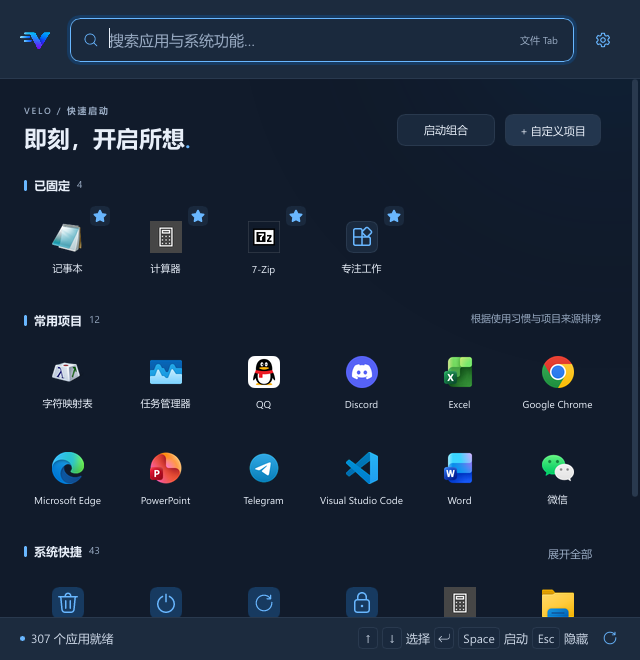 搜索应用与系统功能...
文件 Tab
VELO / 快速启动
即刻，开启所想.
启动组合
+ 自定义项目
已固定 4
记事本
计算器
7z
7-Zip
专注工作
常用项目 12
根据使用习惯与项目来源排序
字符映射表
任务管理器
QQ
Discord
Excel
Google Chrome
Microsoft Edge
PowerPoint
Telegram
Visual Studio Code
Word
微信
系统快捷 43
展开全部
307 个应用就绪
↑ ↓ 选择 Space 启动 Esc 隐藏